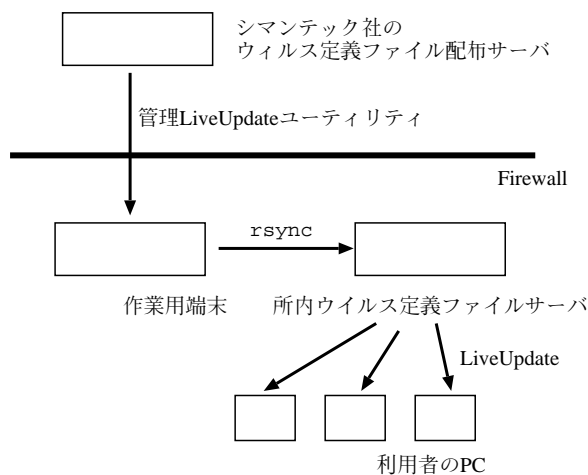 シマンテック社の
ウィルス定義ファイル配布サーバ
管理LiveUpdateユーティリティ
Firewall
rsync
作業用端末
所内ウイルス定義ファイルサーバ
LiveUpdate
利用者のPC